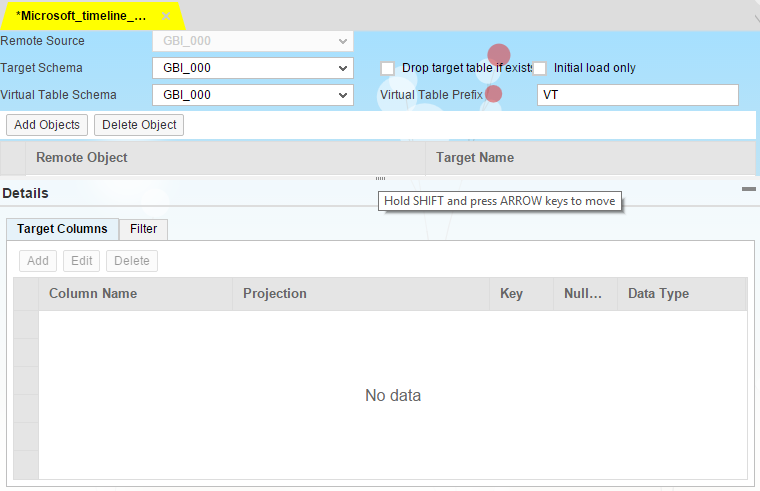 *Microsoft_timeline_... ×
Remote Source GBI_000
Target Schema GBI_000 Drop target table if exists Initial load only
Virtual Table Schema GBI_000 Virtual Table Prefix VT
Add Objects Delete Object
Remote Object Target Name
Details
Hold SHIFT and press ARROW keys to move
Target Columns Filter
Add Edit Delete
Column Name Projection Key Null... Data Type
No data